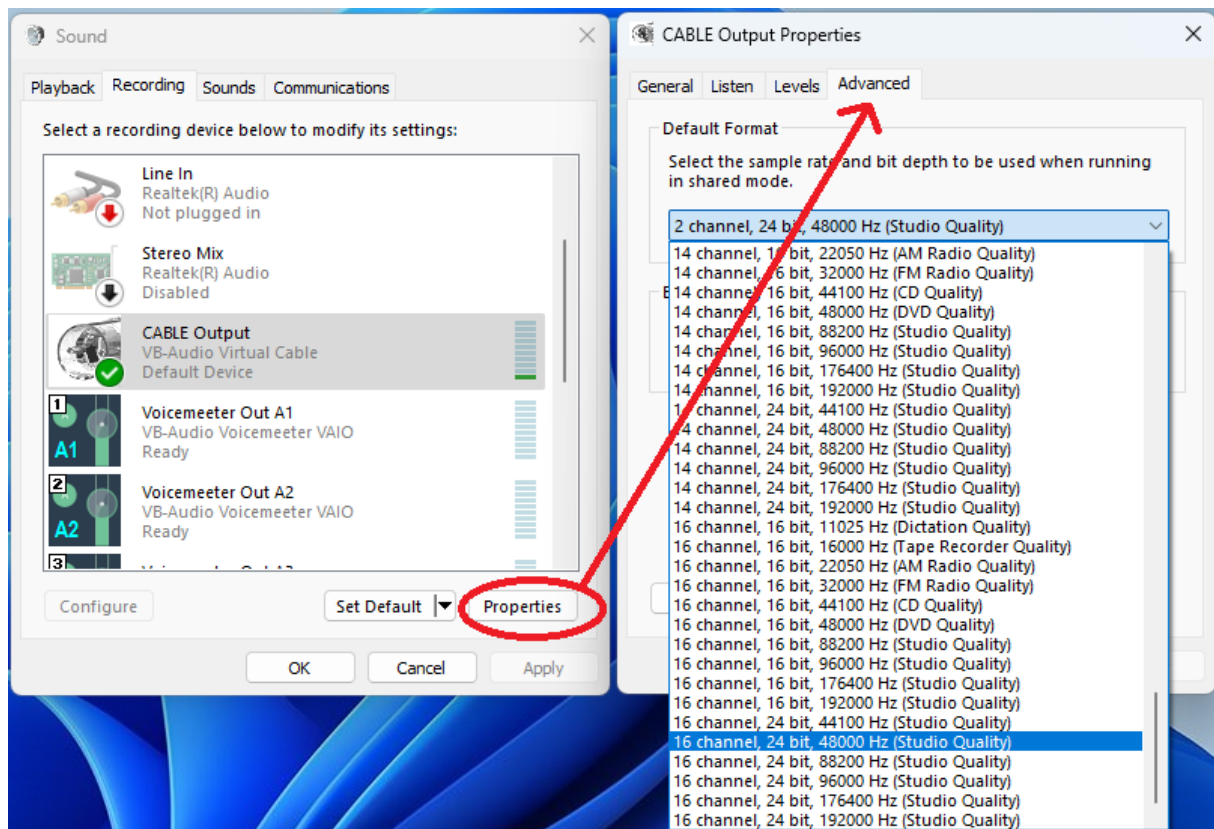 Sound
Playback Recording Sounds Communications
Select a recording device below to modify its settings:
Line In
Realtek(R) Audio
Not plugged in
Stereo Mix
Realtek(R) Audio
Disabled
CABLE Output
VB-Audio Virtual Cable
Default Device
1
A1
Voicemeeter Out A1
VB-Audio Voicemeeter VAIO
Ready
2
A2
Voicemeeter Out A2
VB-Audio Voicemeeter VAIO
Ready
3
Configure Set Default Properties
OK Cancel Apply
CABLE Output Properties
General Listen Levels Advanced
Default Format
Select the sample rate and bit depth to be used when running
in shared mode.
2 channel, 24 bit, 48000 Hz (Studio Quality)
14 channel, 16 bit, 22050 Hz (AM Radio Quality)
14 channel, 16 bit, 32000 Hz (FM Radio Quality)
14 channel, 16 bit, 44100 Hz (CD Quality)
14 channel, 16 bit, 48000 Hz (DVD Quality)
14 channel, 16 bit, 88200 Hz (Studio Quality)
14 channel, 16 bit, 96000 Hz (Studio Quality)
14 channel, 16 bit, 176400 Hz (Studio Quality)
14 channel, 16 bit, 192000 Hz (Studio Quality)
14 channel, 24 bit, 44100 Hz (Studio Quality)
14 channel, 24 bit, 48000 Hz (Studio Quality)
14 channel, 24 bit, 88200 Hz (Studio Quality)
14 channel, 24 bit, 96000 Hz (Studio Quality)
14 channel, 24 bit, 176400 Hz (Studio Quality)
14 channel, 24 bit, 192000 Hz (Studio Quality)
16 channel, 16 bit, 11025 Hz (Dictation Quality)
16 channel, 16 bit, 16000 Hz (Tape Recorder Quality)
16 channel, 16 bit, 22050 Hz (AM Radio Quality)
16 channel, 16 bit, 32000 Hz (FM Radio Quality)
16 channel, 16 bit, 44100 Hz (CD Quality)
16 channel, 16 bit, 48000 Hz (DVD Quality)
16 channel, 16 bit, 88200 Hz (Studio Quality)
16 channel, 16 bit, 96000 Hz (Studio Quality)
16 channel, 16 bit, 176400 Hz (Studio Quality)
16 channel, 16 bit, 192000 Hz (Studio Quality)
16 channel, 24 bit, 44100 Hz (Studio Quality)
16 channel, 24 bit, 48000 Hz (Studio Quality)
16 channel, 24 bit, 88200 Hz (Studio Quality)
16 channel, 24 bit, 96000 Hz (Studio Quality)
16 channel, 24 bit, 176400 Hz (Studio Quality)
16 channel, 24 bit, 192000 Hz (Studio Quality)